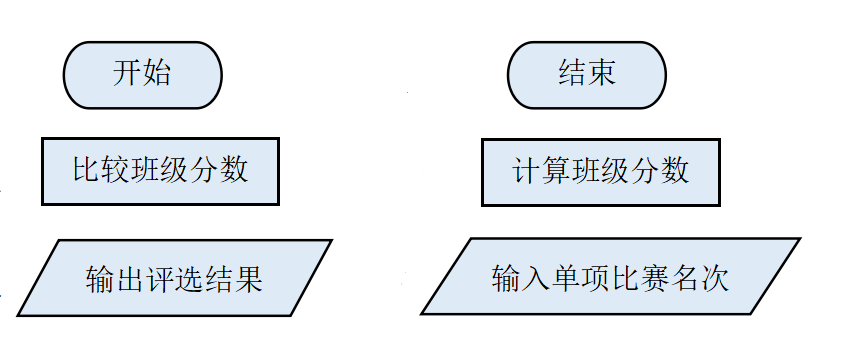 开始
结束
比较班级分数
计算班级分数
输出评选结果
输入单项比赛名次